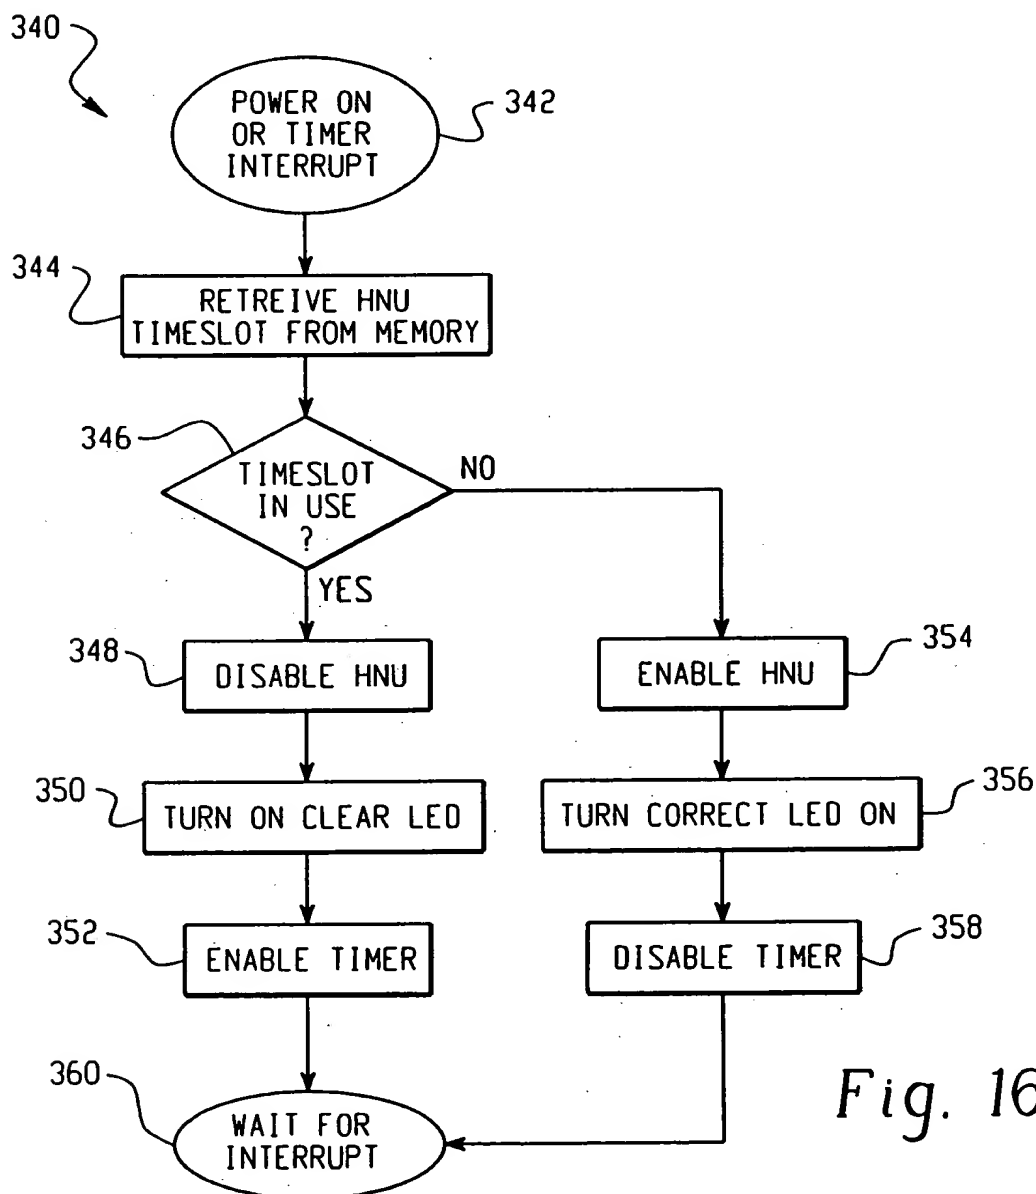 340
POWER ON
OR TIMER
INTERRUPT
342
344
RETREIVE HNU
TIMESLOT FROM MEMORY
346
TIMESLOT
IN USE
?
NO
YES
348
DISABLE HNU
ENABLE HNU
354
350
TURN ON CLEAR LED
TURN CORRECT LED ON
356
352
ENABLE TIMER
DISABLE TIMER
358
360
WAIT FOR
INTERRUPT
Fig. 16